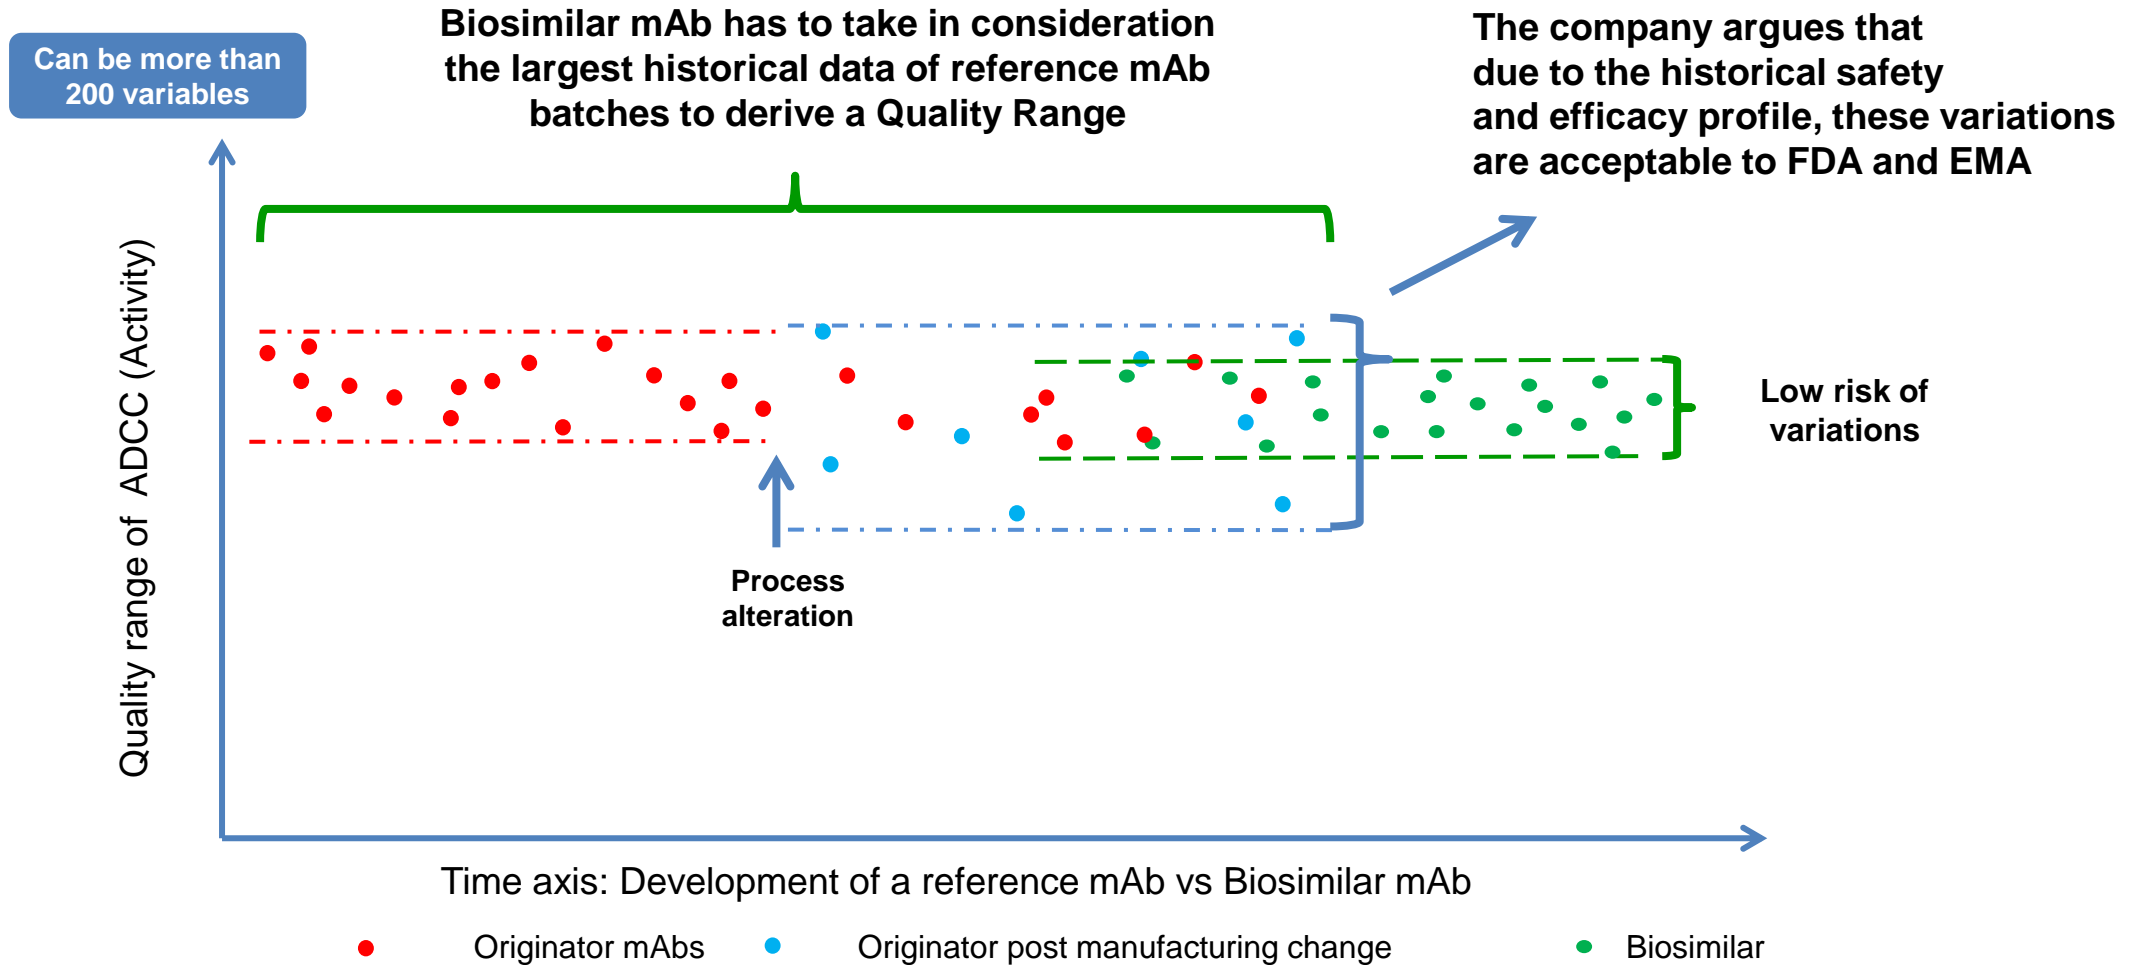 Can be more than
200 variables
Biosimilar mAb has to take in consideration
the largest historical data of reference mAb
batches to derive a Quality Range
The company argues that
due to the historical safety
and efficacy profile, these variations
are acceptable to FDA and EMA
Quality range of ADCC (Activity)
Low risk of
variations
Process
alteration
Time axis: Development of a reference mAb vs Biosimilar mAb
Originator mAbs
Originator post manufacturing change
Biosimilar